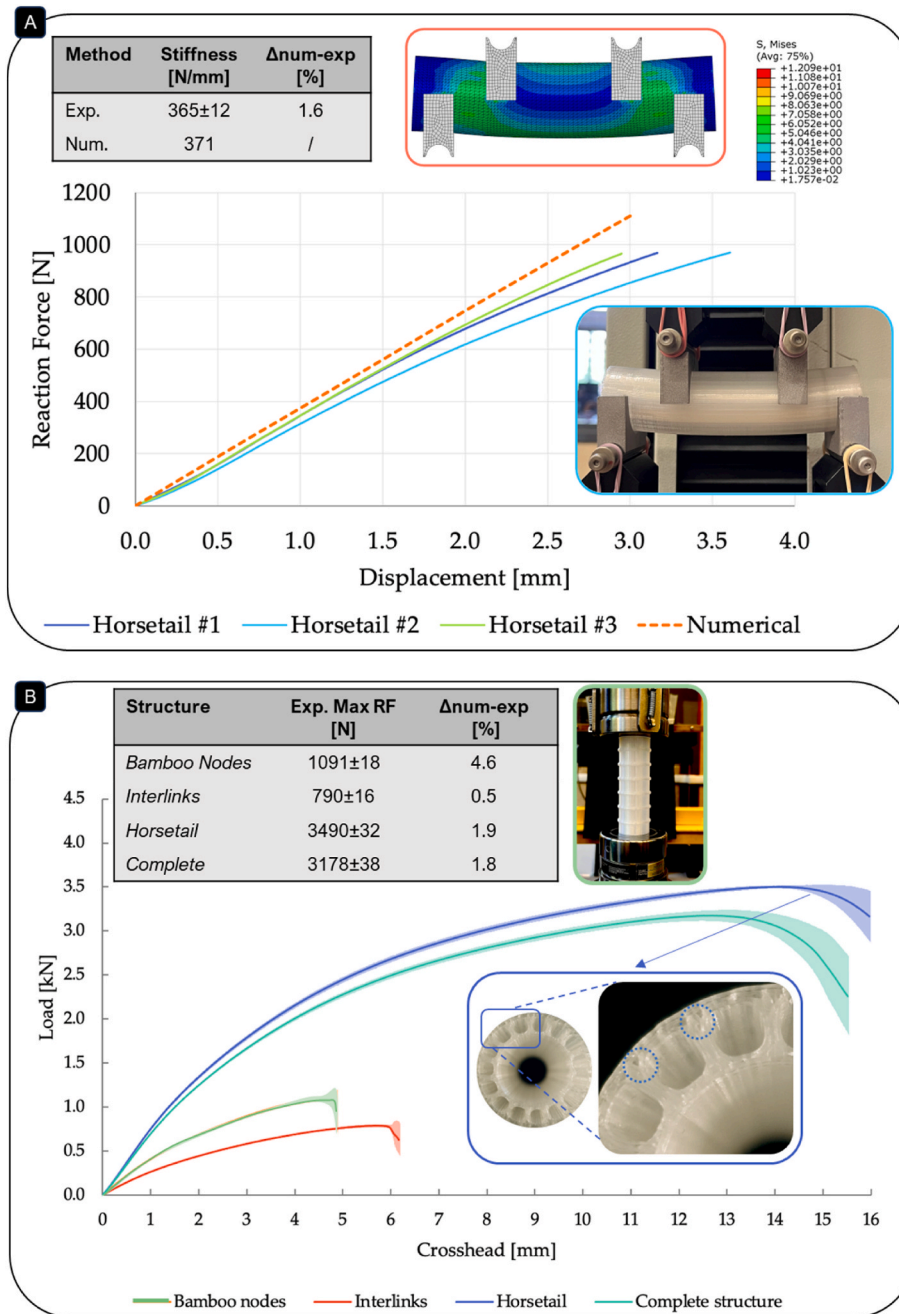 A
Method Stiffness [N/mm] Δnum-exp [%]
Exp. 365±12 1.6
Num. 371 /
S, Mises
(Avg: 75%)
+1.209e+01
+1.108e+01
+1.007e+01
+9.069e+00
+8.063e+00
+7.058e+00
+6.052e+00
+5.046e+00
+4.041e+00
+3.035e+00
+2.029e+00
+1.023e+00
+1.757e-02
Reaction Force [N]
1200
1000
800
600
400
200
0
0.0 0.5 1.0 1.5 2.0 2.5 3.0 3.5 4.0
Displacement [mm]
Horsetail #1 Horsetail #2 Horsetail #3 Numerical
B
Structure Exp. Max RF [N] Δnum-exp [%]
Bamboo Nodes 1091±18 4.6
Interlinks 790±16 0.5
Horsetail 3490±32 1.9
Complete 3178±38 1.8
Load [kN]
4.5
4.0
3.5
3.0
2.5
2.0
1.5
1.0
0.5
0.0
0 1 2 3 4 5 6 7 8 9 10 11 12 13 14 15 16
Crosshead [mm]
Bamboo nodes Interlinks Horsetail Complete structure